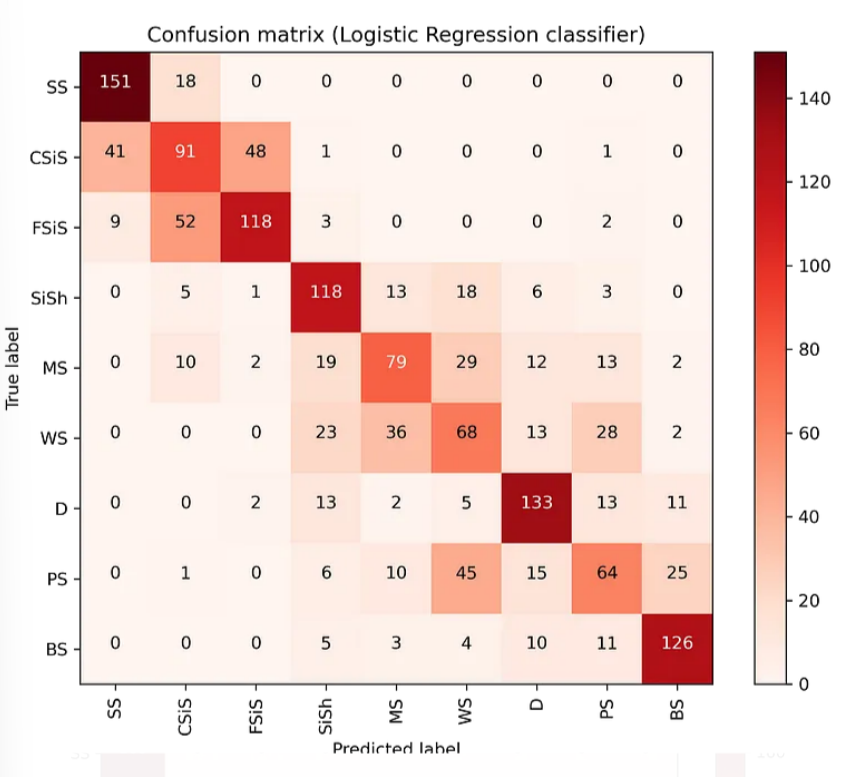 Confusion matrix (Logistic Regression classifier)
SS 151 18 0 0 0 0 0 0 0
CSiS 41 91 48 1 0 0 0 1 0
FSiS 9 52 118 3 0 0 0 2 0
SiSh 0 5 1 118 13 18 6 3 0
MS 0 10 2 19 79 29 12 13 2
WS 0 0 0 23 36 68 13 28 2
D 0 0 2 13 2 5 133 13 11
PS 0 1 0 6 10 45 15 64 25
BS 0 0 0 5 3 4 10 11 126
SS CSiS FSiS SiSh MS WS D PS BS
Predicted label
True label
140
120
100
80
60
40
20
0